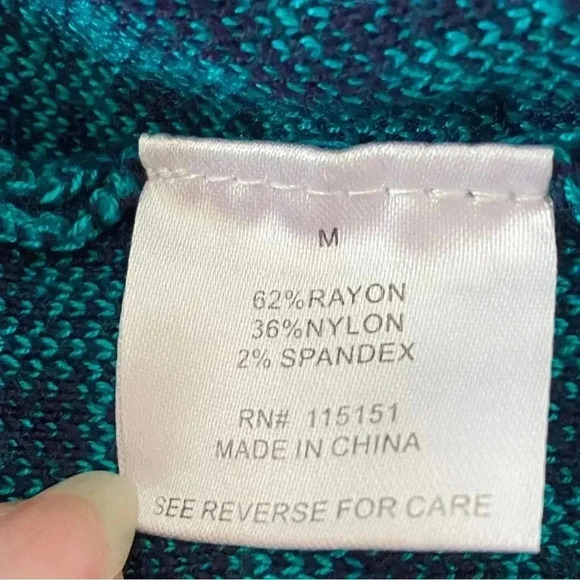 M
62%RAYON
36%NYLON
2% SPANDEX
RN# 115151
MADE IN CHINA
SEE REVERSE FOR CARE